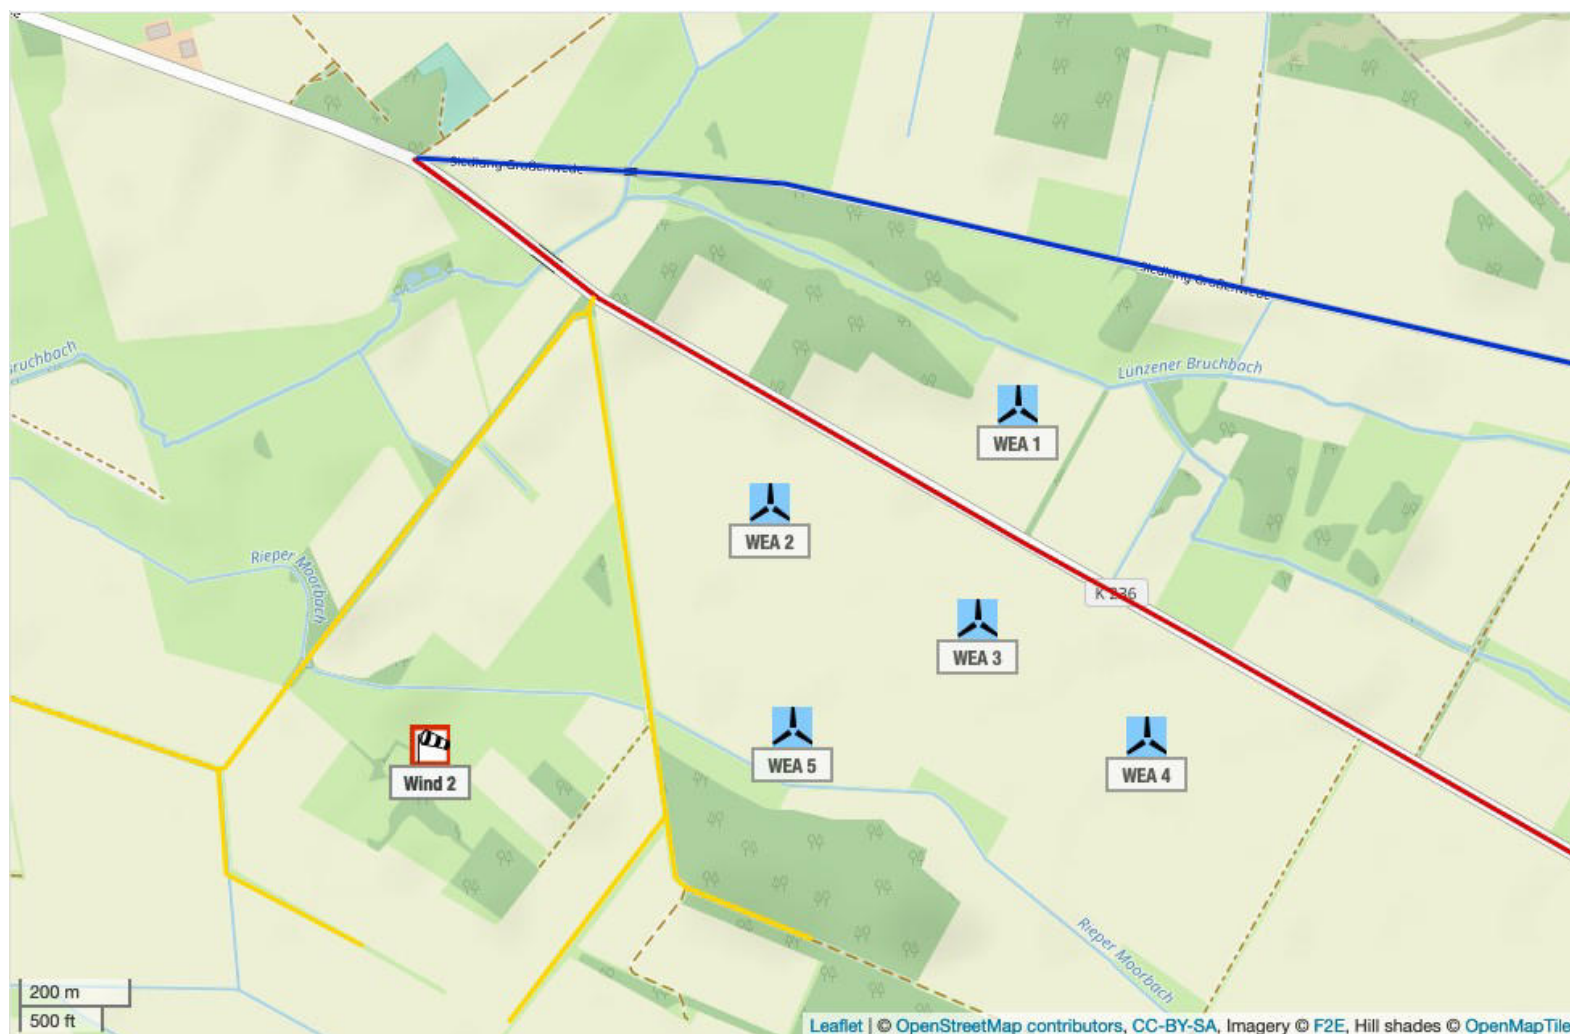 Siedlung Großenwede
Siedlung Großenwede
Bruchbach
Lünzener Bruchbach
WEA 1
WEA 2
Rieper Moorbach
K 236
WEA 3
WEA 5
WEA 4
Wind 2
Rieper Moorbach
200 m
500 ft
Leaflet | © OpenStreetMap contributors, CC-BY-SA, Imagery © F2E, Hill shades © OpenMapTile